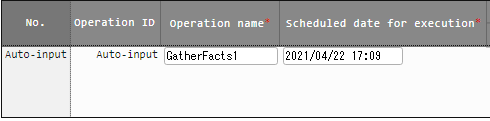 No. Operation ID Operation name* Scheduled date for execution*
Auto-input Auto-input GatherFacts1 2021/04/22 17:09